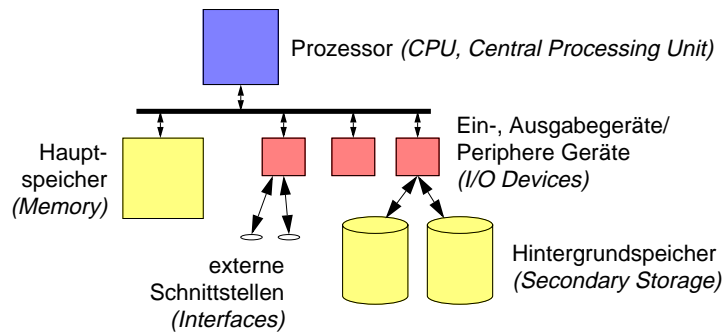 Prozessor (CPU, Central Processing Unit)
Haupt-
speicher
(Memory)
Ein-, Ausgabegeräte/
Periphere Geräte
(I/O Devices)
externe
Schnittstellen
(Interfaces)
Hintergrundspeicher
(Secondary Storage)